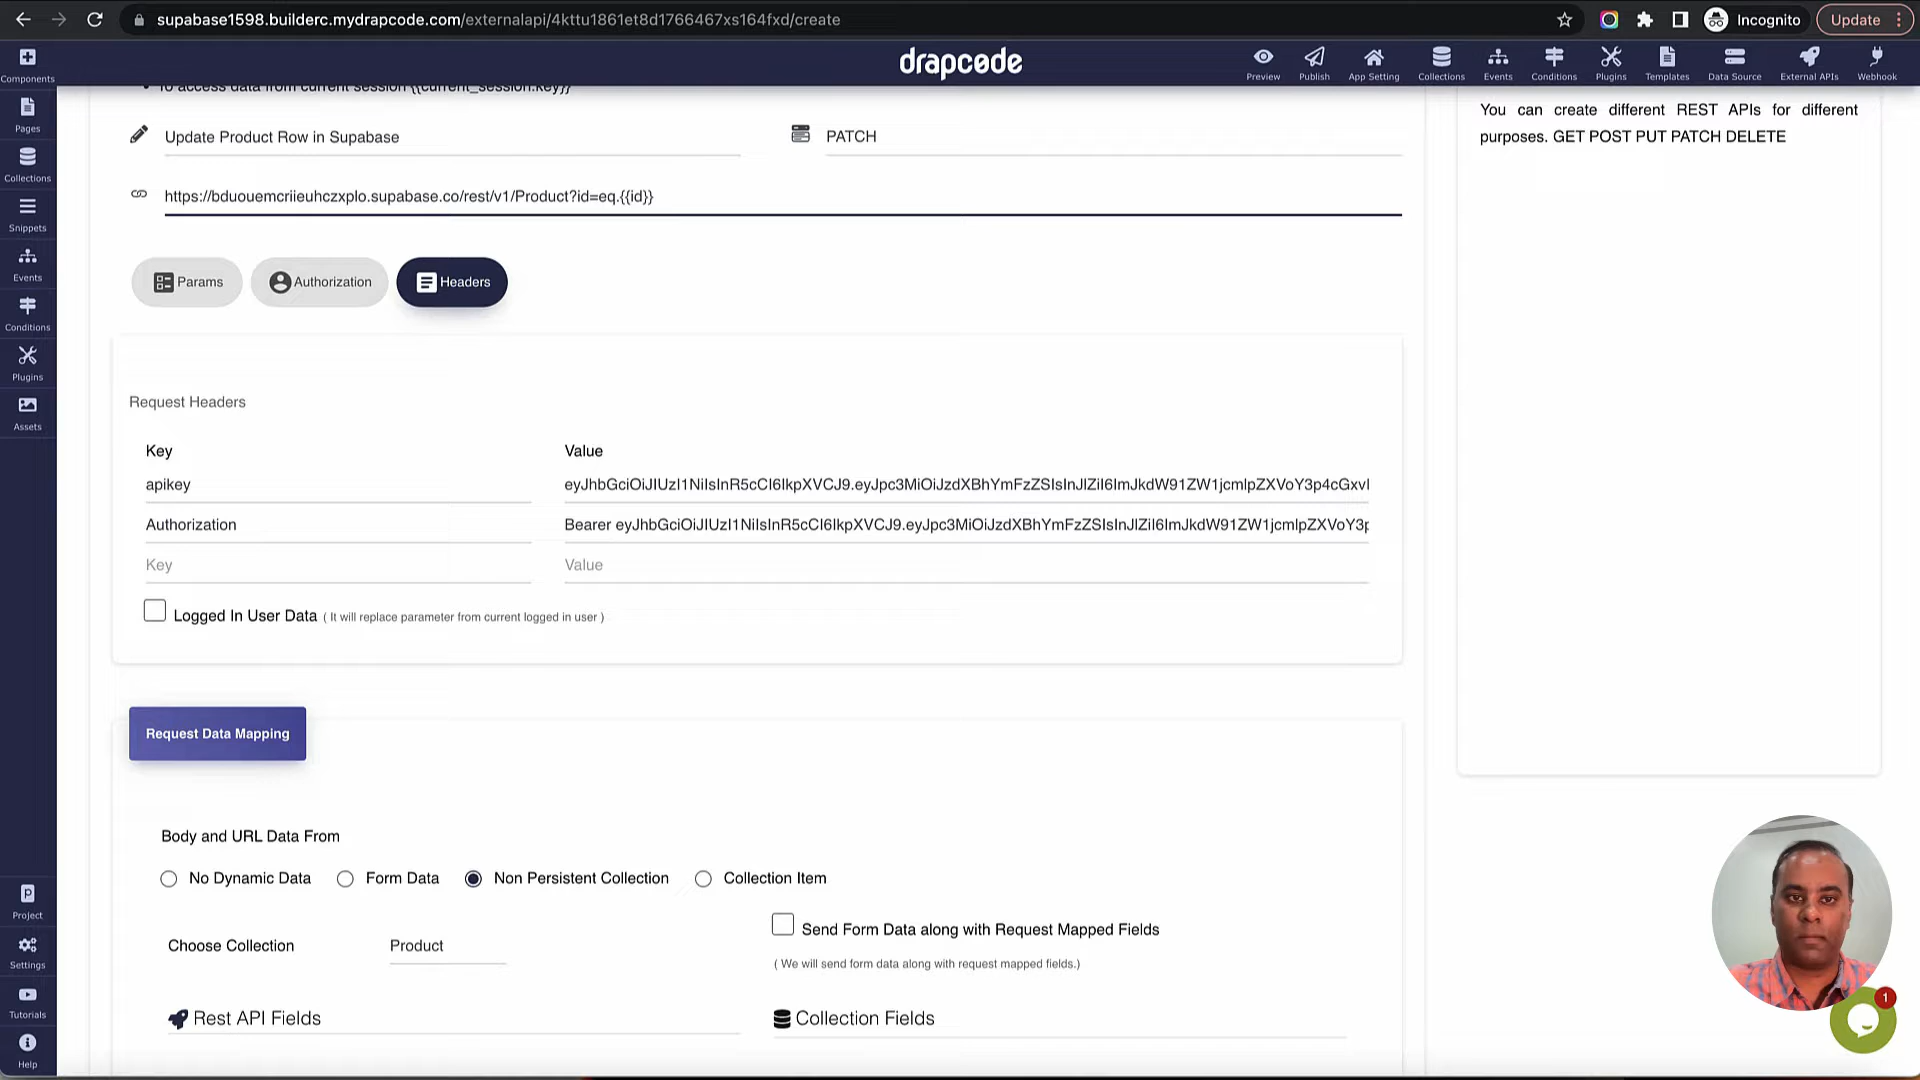 supabase1598.builderc.mydrapcode.com/externalapi/4kttu1861et8d1766467xs164fxd/create
Incognito
Update
Components
drapcode
Preview
Publish
App Setting
Collections
Events
Conditions
Plugins
Templates
Data Source
External APIs
Webhook
Pages
Collections
Snippets
Events
Conditions
Plugins
Assets
Project
Settings
Tutorials
Help
To access data from current session {{current_session.key}}
Update Product Row in Supabase
PATCH
https://bduouemcriieuhczxplo.supabase.co/rest/v1/Product?id=eq.{{id}}
Params
Authorization
Headers
Request Headers
Key
Value
apikey
eyJhbGciOiJIUzI1NiIsInR5cCI6IkpXVCJ9.eyJpc3MiOiJzdXBhYmFzZSIsInJlZiI6ImJkdW91ZW1jcmlpZXVoY3p4cGxvI
Authorization
Bearer eyJhbGciOiJIUzI1NiIsInR5cCI6IkpXVCJ9.eyJpc3MiOiJzdXBhYmFzZSIsInJlZiI6ImJkdW91ZW1jcmlpZXVoY3p
Key
Value
Logged In User Data ( It will replace parameter from current logged in user )
Request Data Mapping
Body and URL Data From
No Dynamic Data
Form Data
Non Persistent Collection
Collection Item
Choose Collection
Product
Send Form Data along with Request Mapped Fields
( We will send form data along with request mapped fields.)
Rest API Fields
Collection Fields
You can create different REST APIs for different
purposes. GET POST PUT PATCH DELETE
1